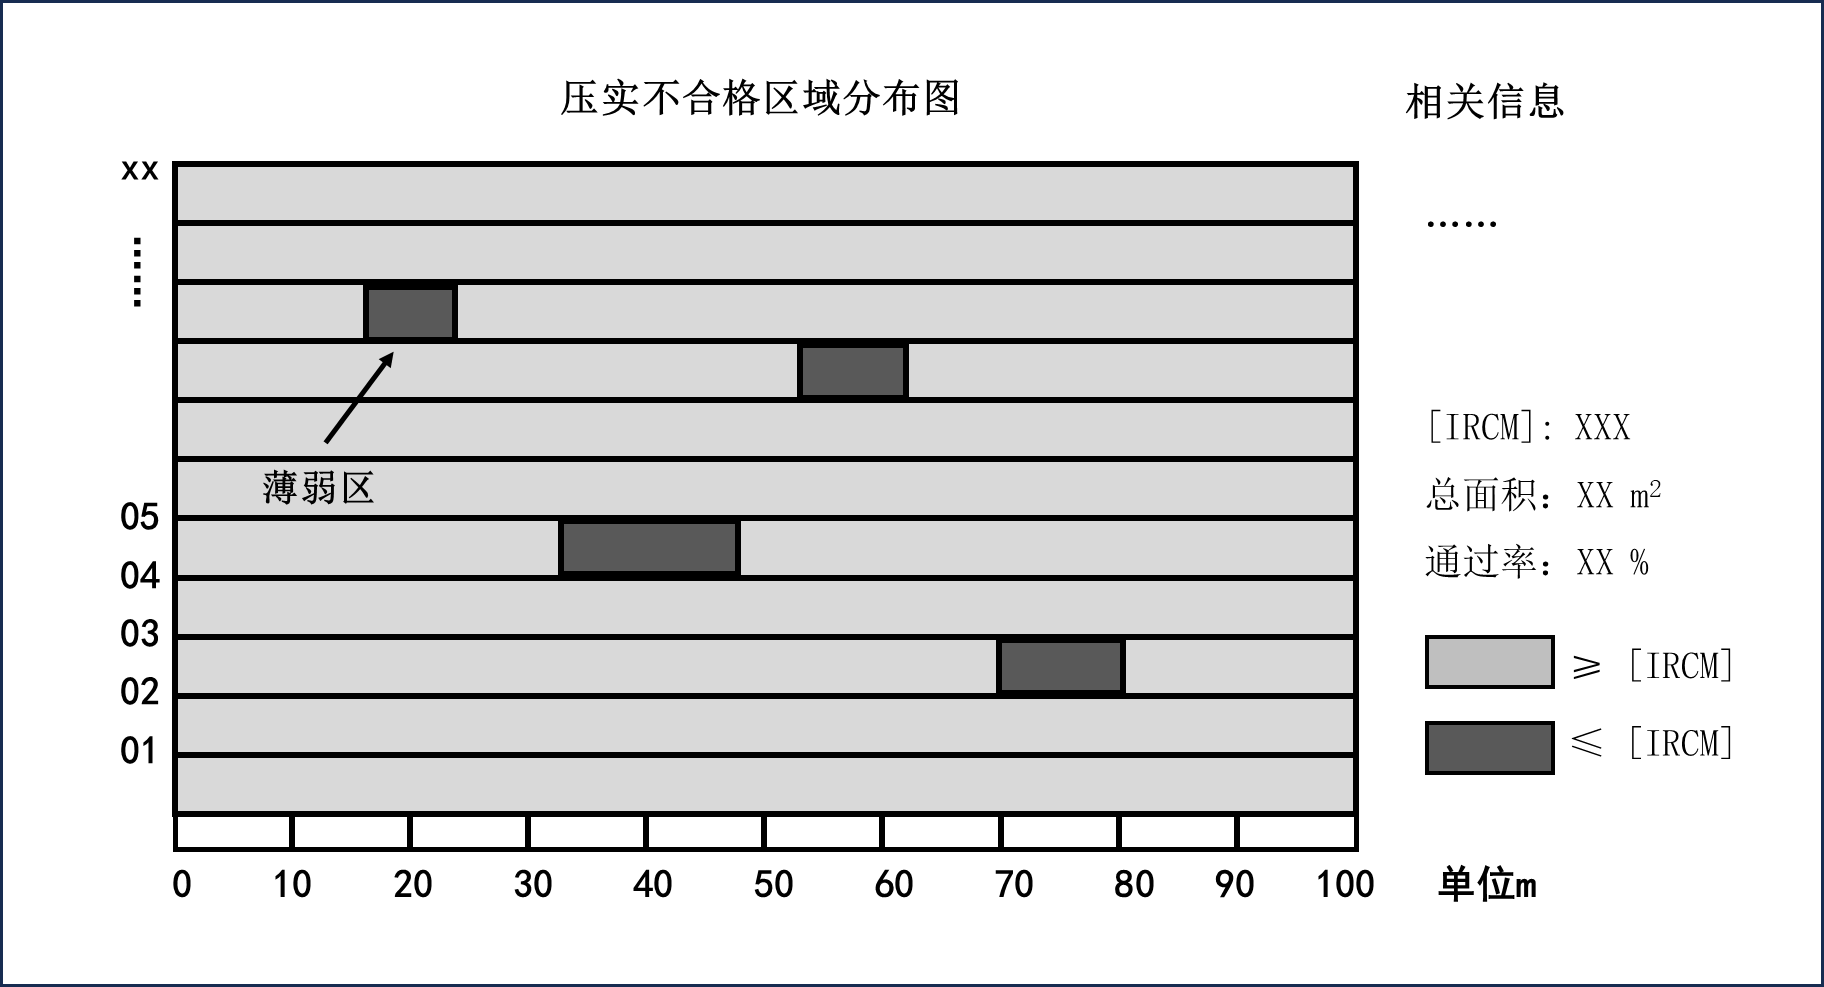 压实不合格区域分布图
相关信息
xx
……
……
薄弱区
05
04
03
02
01
[IRCM]: XXX
总面积：XX m²
通过率：XX %
≥ [IRCM]
≤ [IRCM]
0 10 20 30 40 50 60 70 80 90 100 单位m